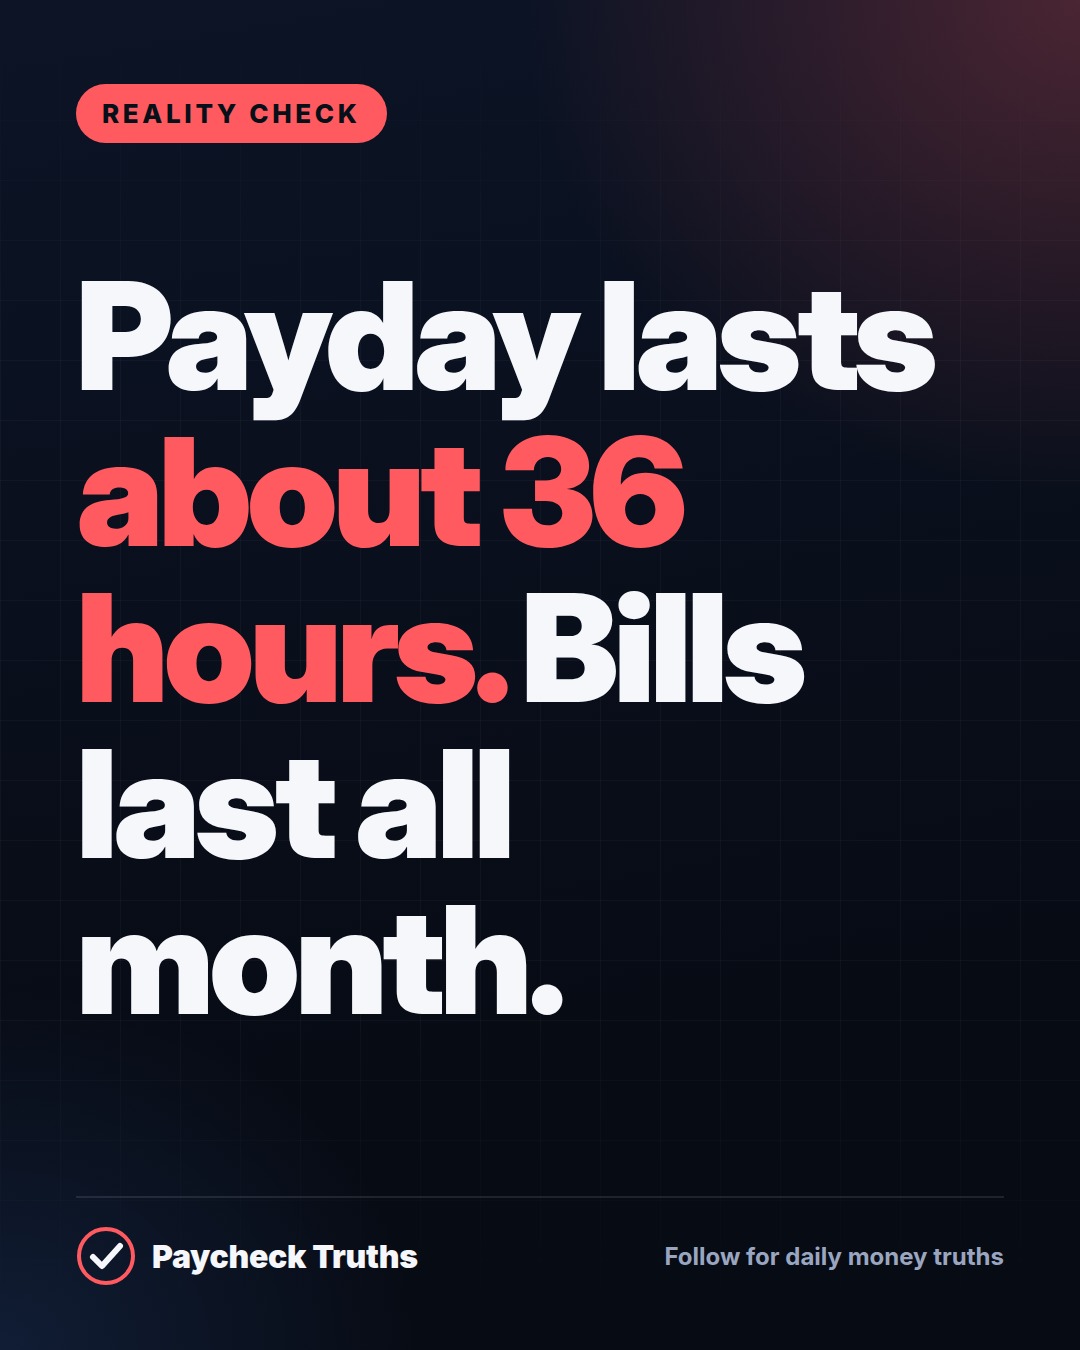 REALITY CHECK
Payday lasts
about 36
hours. Bills
last all
month.
Paycheck Truths
Follow for daily money truths